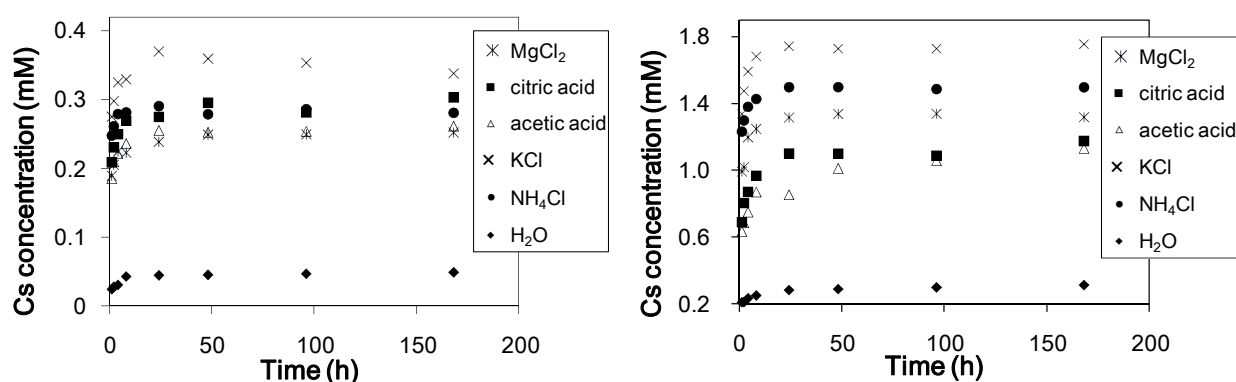 Cs concentration (mM)
0.4
0.3
0.2
0.1
0
0
50
100
150
200
Time (h)
MgCl₂
citric acid
acetic acid
KCl
NH₄Cl
H₂O
Cs concentration (mM)
1.8
1.4
1.0
0.6
0.2
0
50
100
150
200
Time (h)
MgCl₂
citric acid
acetic acid
KCl
NH₄Cl
H₂O